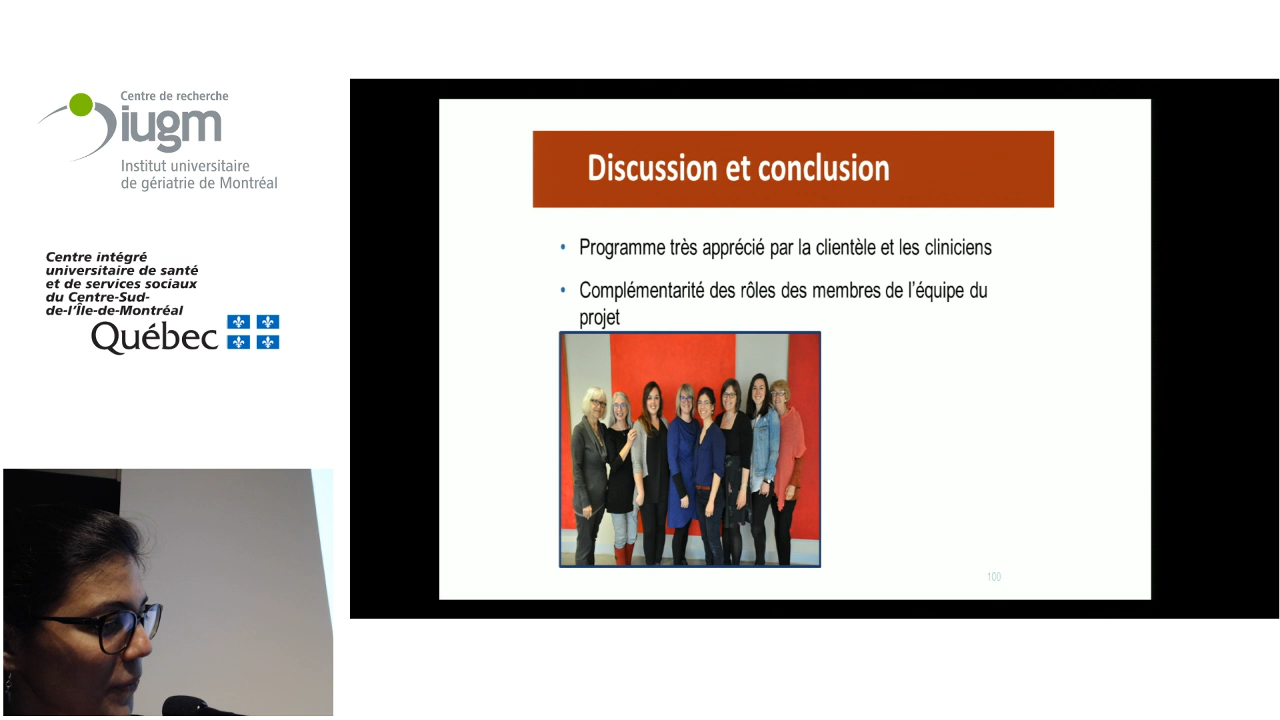 Centre de recherche
iugm
Institut universitaire
de gériatrie de Montréal
Centre intégré
universitaire de santé
et de services sociaux
du Centre-Sud-
de-l'Île-de-Montréal
Québec
Discussion et conclusion
• Programme très apprécié par la clientèle et les cliniciens
• Complémentarité des rôles des membres de l'équipe du
projet
100